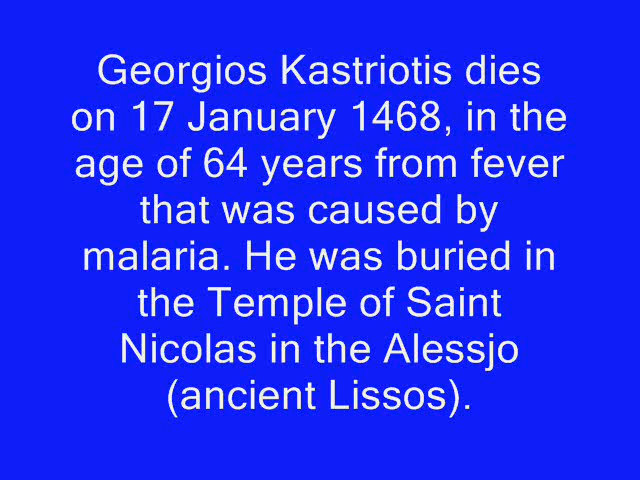 Georgios Kastriotis dies
on 17 January 1468, in the
age of 64 years from fever
that was caused by
malaria. He was buried in
the Temple of Saint
Nicolas in the Alessjo
(ancient Lissos).